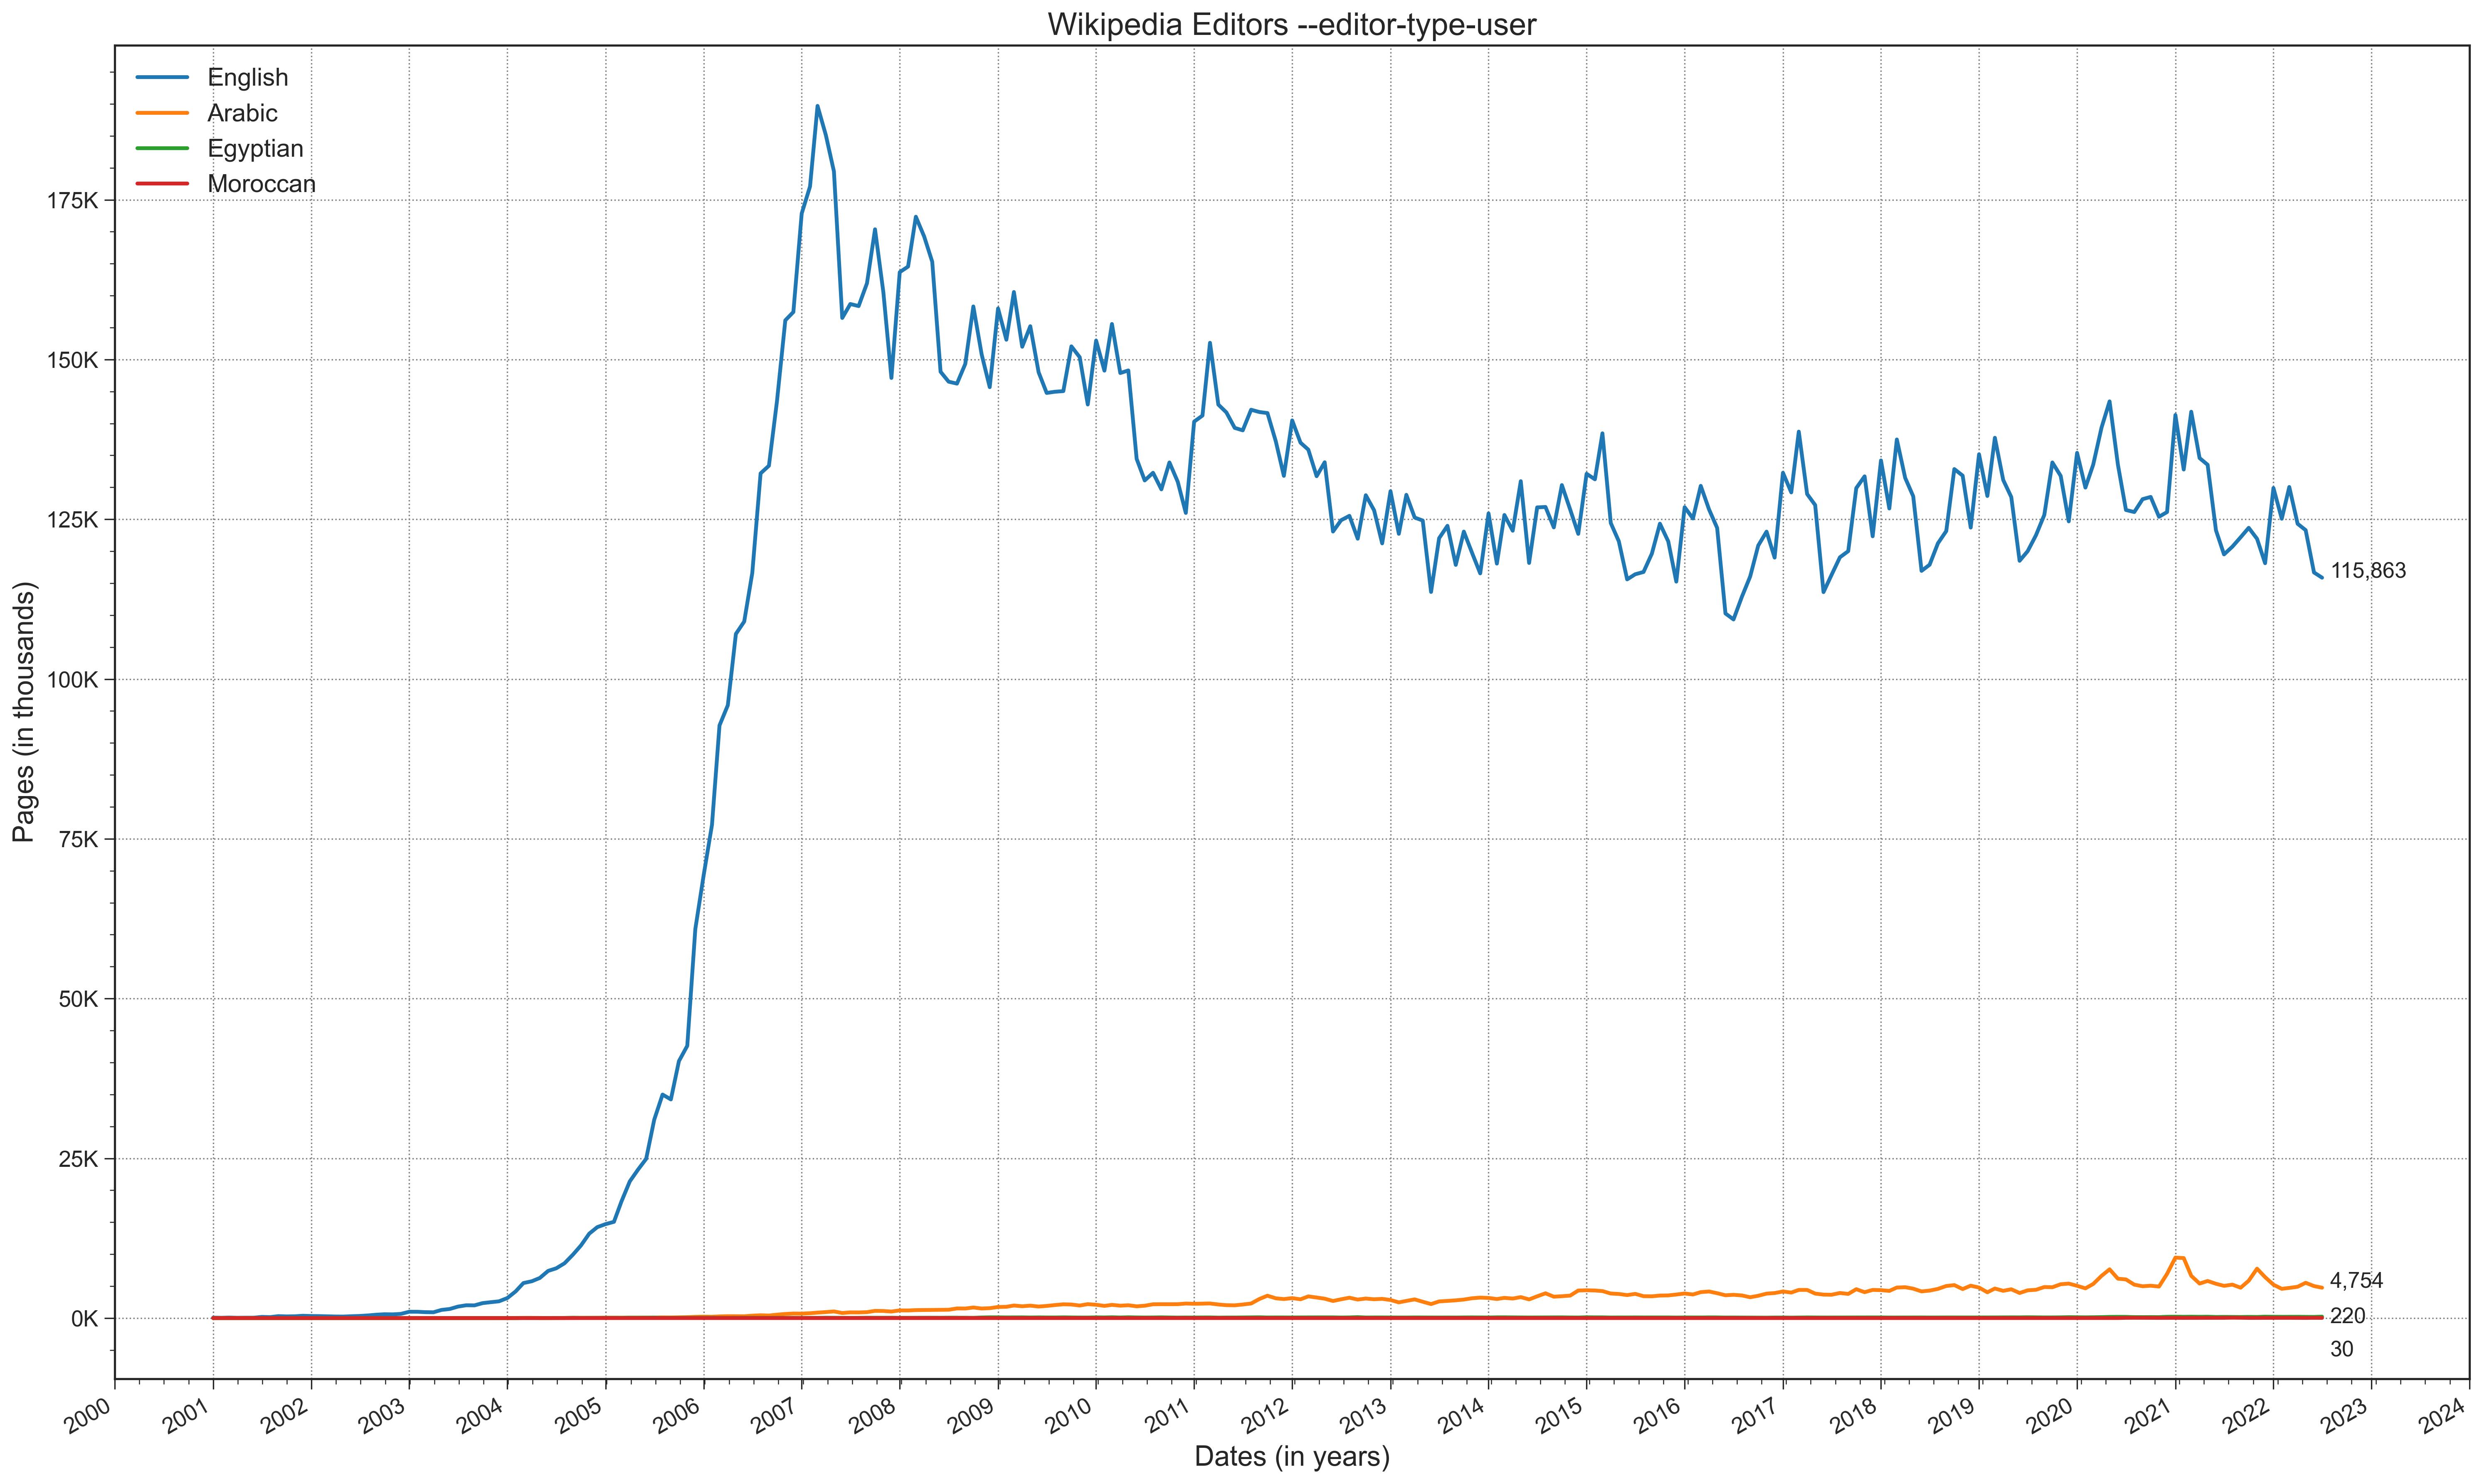 Wikipedia Editors --editor-type-user
English
Arabic
Egyptian
Moroccan
175K
150K
125K
100K
75K
50K
25K
0K
Pages (in thousands)
115,863
4,754
220
30
2000
2001
2002
2003
2004
2005
2006
2007
2008
2009
2010
2011
2012
2013
2014
2015
2016
2017
2018
2019
2020
2021
2022
2023
2024
Dates (in years)